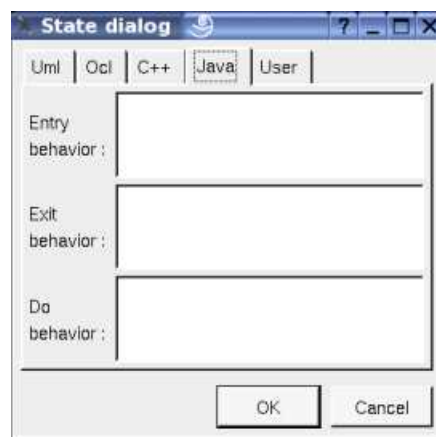 State dialog ? _ □ X
Uml Ocl C++ Java User
Entry
behavior :
Exit
behavior :
Do
behavior :
OK Cancel